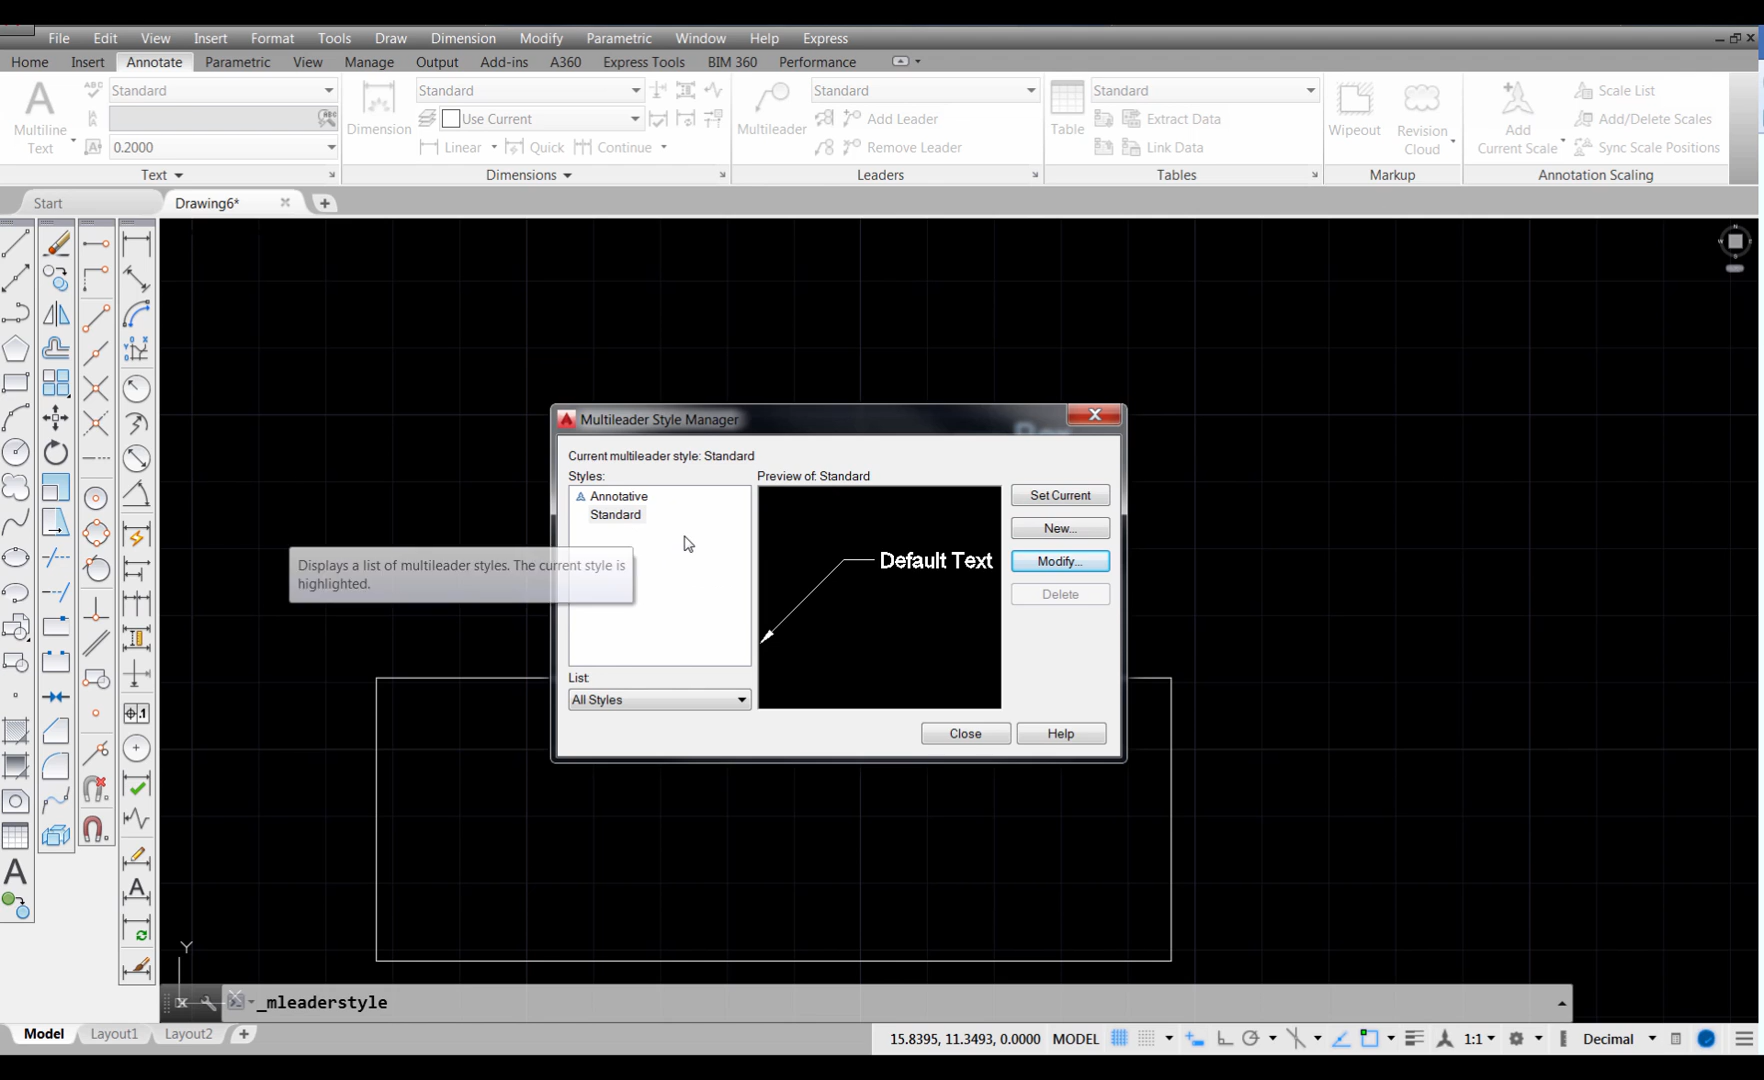 File Edit View Insert Format Tools Draw Dimension Modify Parametric Window Help Express
Home Insert Annotate Parametric View Manage Output Add-ins A360 Express Tools BIM 360 Performance
ABC Standard Standard Standard Standard Scale List
Multiline Text Dimension Use Current Multileader Add Leader Table Extract Data Wipeout Revision Cloud Add Current Scale Add/Delete Scales
0.2000 Linear Quick Continue Remove Leader Link Data Sync Scale Positions
Text Dimensions Leaders Tables Markup Annotation Scaling
Start Drawing6*
Multileader Style Manager
Current multileader style: Standard
Styles: Preview of: Standard
Annotative
Standard
Default Text
Set Current
New...
Modify...
Delete
Displays a list of multileader styles. The current style is
highlighted.
List:
All Styles
Close Help
Y
X
_mleaderstyle
Model Layout1 Layout2
15.8395, 11.3493, 0.0000 MODEL 1:1 Decimal